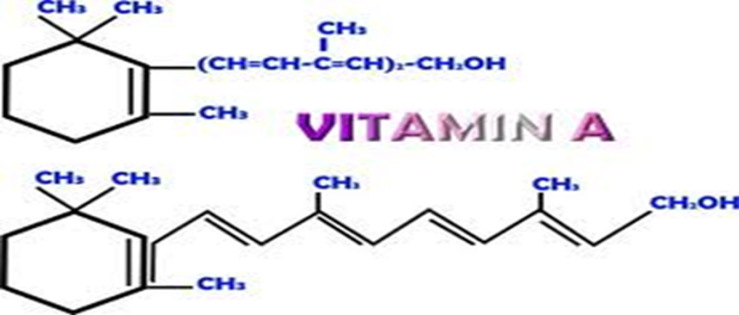 CH₃ CH₃
CH₃
(CH=CH-C=CH)₂-CH₂OH
CH₃
VITAMIN A
CH₃ CH₃
CH₃
CH₃
CH₂OH
CH₃